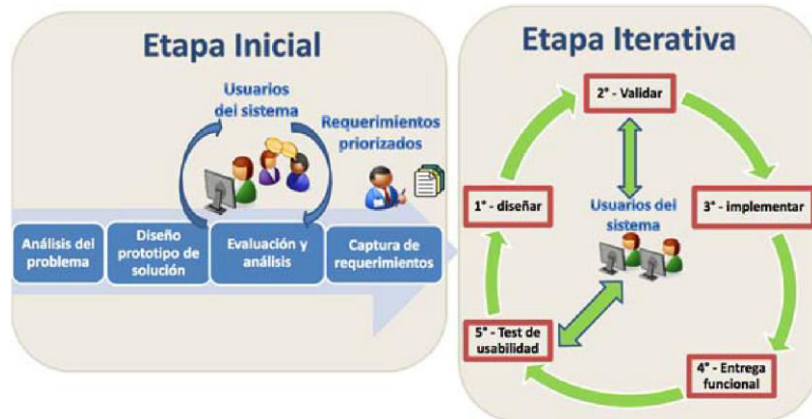 Etapa Inicial
Usuarios
del sistema
Requerimientos
priorizados
Análisis del
problema
Diseño
prototipo de
solución
Evaluación y
análisis
Captura de
requerimientos
Etapa Iterativa
2° - Validar
1° - diseñar
Usuarios del
sistema
3° - implementar
5° - Test de
usabilidad
4° - Entrega
funcional